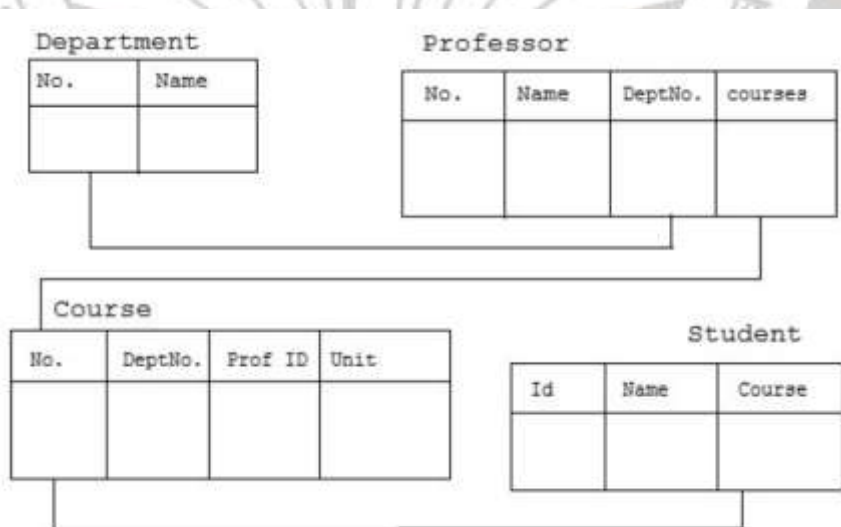 Department
No. Name
Professor
No. Name DeptNo. courses
Course
No. DeptNo. Prof ID Unit
Student
Id Name Course